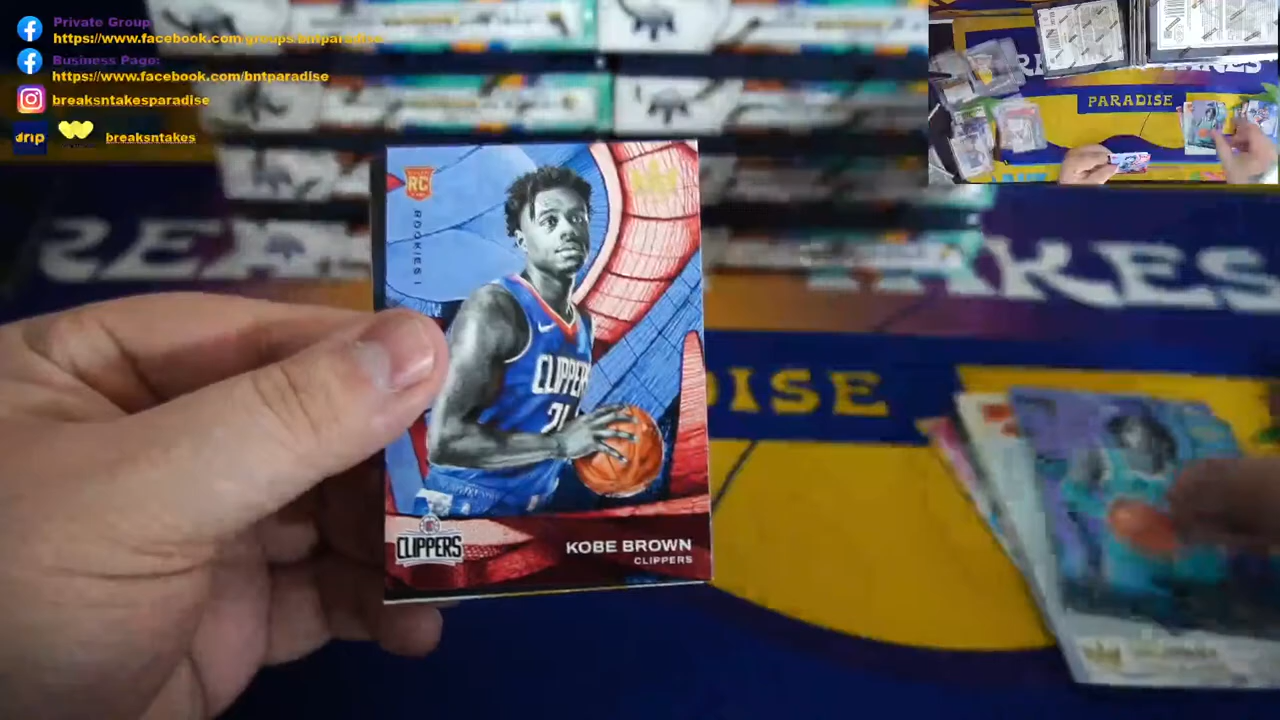 Private Group
https://www.facebook.com/groups/bntparadise
Business Page:
https://www.facebook.com/bntparadise
breaksntakesparadise
drip
breaksntakes
PARADISE
RC
ROOKIES I
CLIPPERS
21
CLIPPERS
KOBE BROWN
CLIPPERS